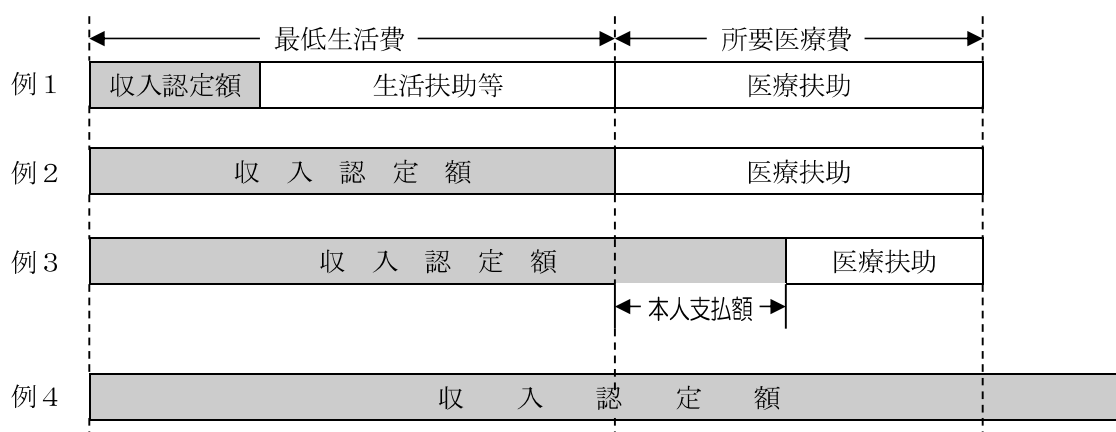 最低生活費 所要医療費
例１ 収入認定額 生活扶助等 医療扶助
例２ 収入認定額 医療扶助
例３ 収入認定額 医療扶助
本人支払額
例４ 収入認定額